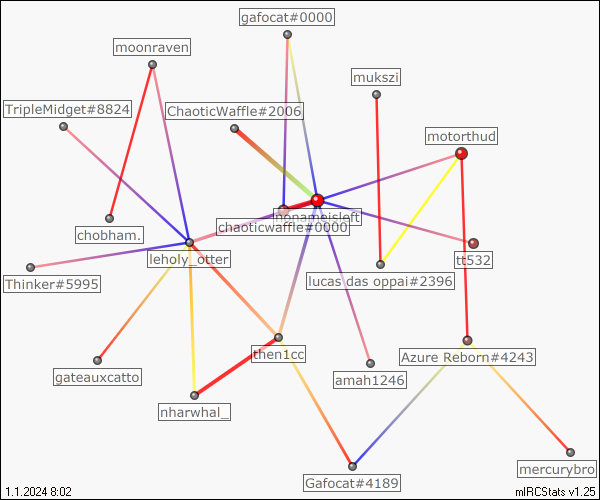 gafocat#0000
moonraven
mukszi
TripleMidget#8824
ChaoticWaffle#2006
motorthud
nonameisleft
chaoticwaffle#0000
chobham.
leholy_otter
tt532
Thinker#5995
lucas das oppai#2396
then1cc
Azure Reborn#4243
gateauxcatto
amah1246
nharwhal_
mercurybro
Gafocat#4189
1.1.2024 8:02
mIRCStats v1.25